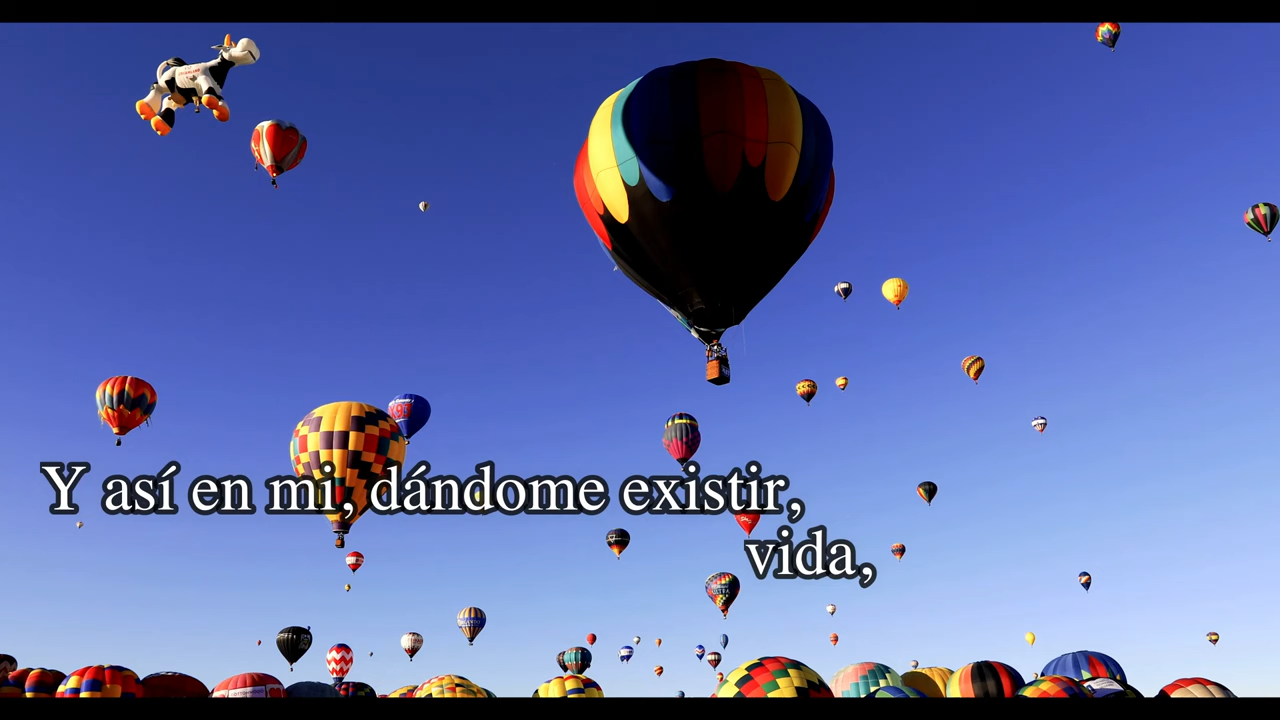 Y así en mi, dándome existir,
vida,